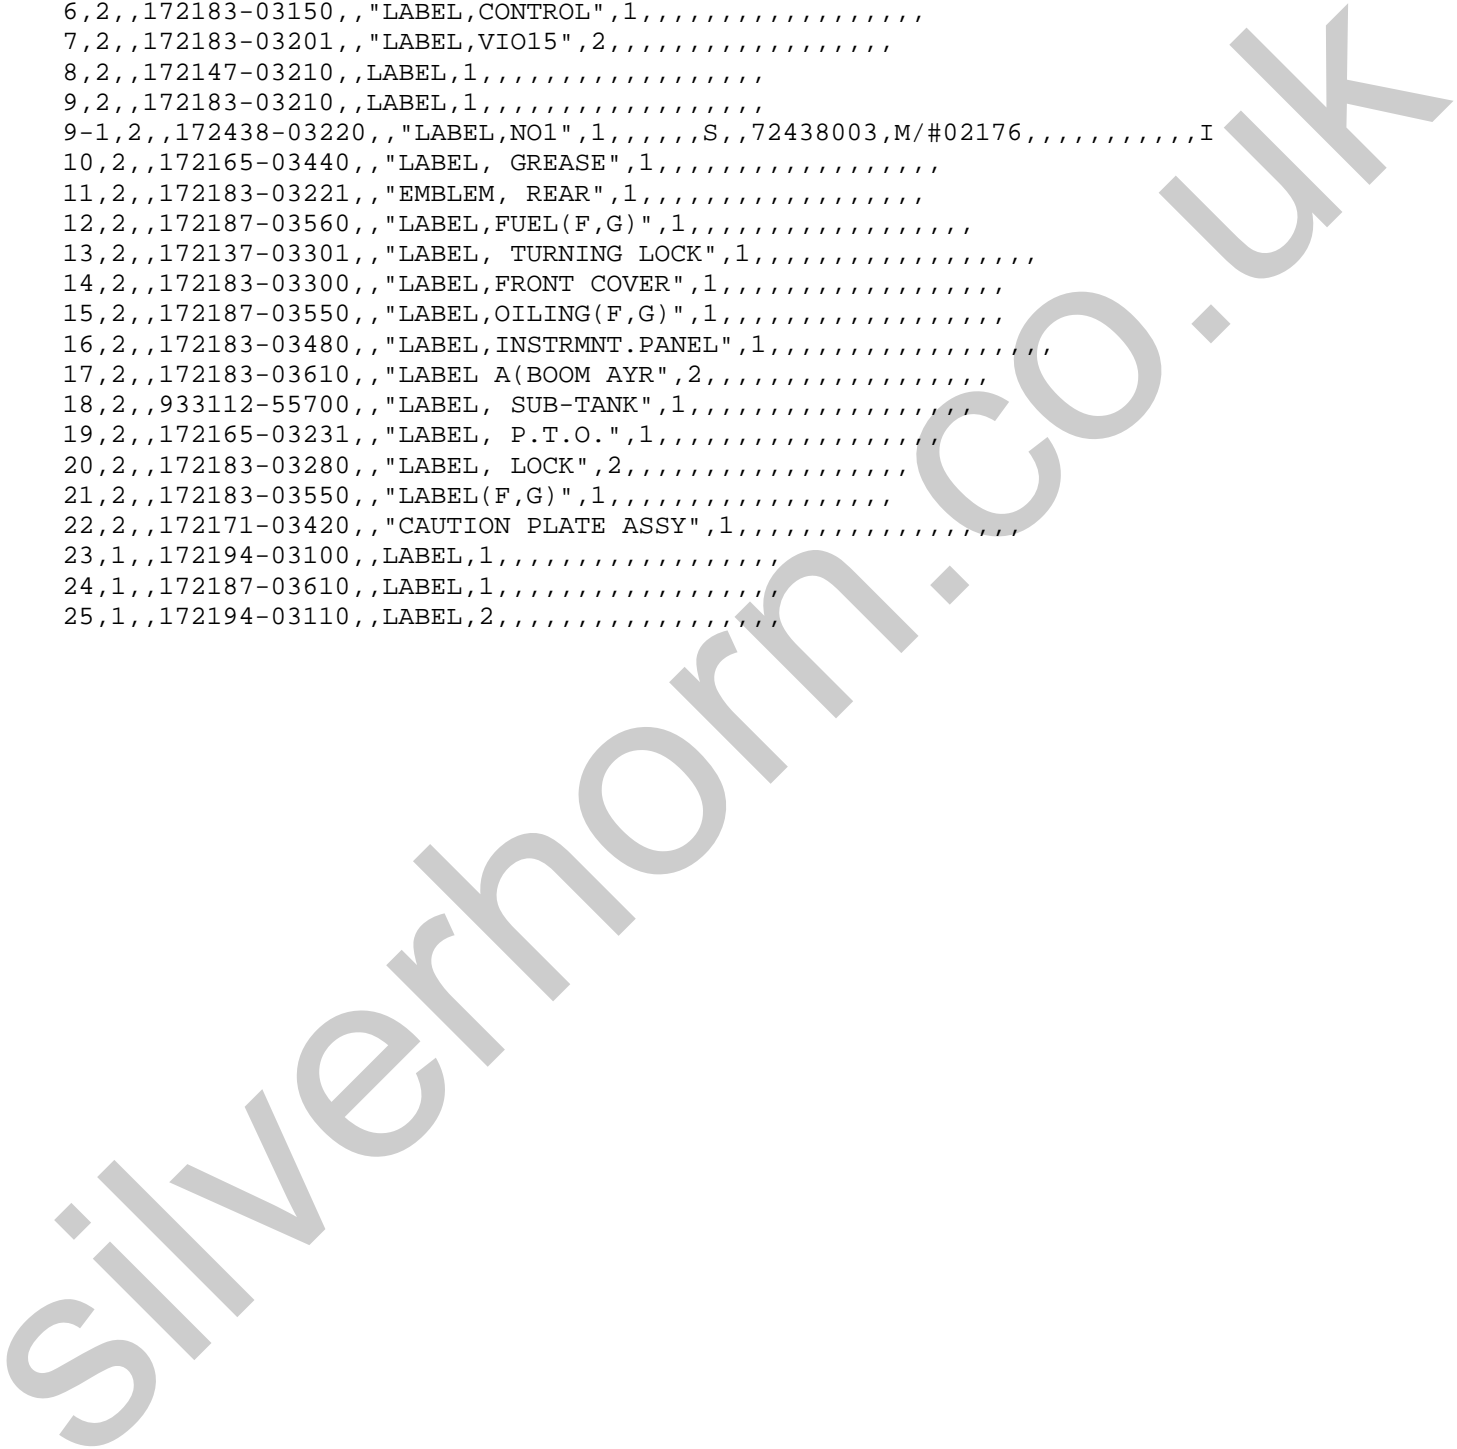 6,2,,172183-03150,,"LABEL,CONTROL",1,,,,,,,,,,,,,,,,,,
7,2,,172183-03201,,"LABEL,VIO15",2,,,,,,,,,,,,,,,,,,
8,2,,172147-03210,,LABEL,1,,,,,,,,,,,,,,,,,,
9,2,,172183-03210,,LABEL,1,,,,,,,,,,,,,,,,,,
9-1,2,,172438-03220,,"LABEL,NO1",1,,,,,,S,,72438003,M/#02176,,,,,,,,,,,I
10,2,,172165-03440,,"LABEL, GREASE",1,,,,,,,,,,,,,,,,,,
11,2,,172183-03221,,"EMBLEM, REAR",1,,,,,,,,,,,,,,,,,,
12,2,,172187-03560,,"LABEL,FUEL(F,G)",1,,,,,,,,,,,,,,,,,,
13,2,,172137-03301,,"LABEL, TURNING LOCK",1,,,,,,,,,,,,,,,,,,
14,2,,172183-03300,,"LABEL,FRONT COVER",1,,,,,,,,,,,,,,,,,,
15,2,,172187-03550,,"LABEL,OILING(F,G)",1,,,,,,,,,,,,,,,,,,
16,2,,172183-03480,,"LABEL,INSTRMNT.PANEL",1,,,,,,,,,,,,,,,,,,
17,2,,172183-03610,,"LABEL A(BOOM AYR",2,,,,,,,,,,,,,,,,,,
18,2,,933112-55700,,"LABEL, SUB-TANK",1,,,,,,,,,,,,,,,,,,
19,2,,172165-03231,,"LABEL, P.T.O.",1,,,,,,,,,,,,,,,,,,
20,2,,172183-03280,,"LABEL, LOCK",2,,,,,,,,,,,,,,,,,,
21,2,,172183-03550,,"LABEL(F,G)",1,,,,,,,,,,,,,,,,,,
22,2,,172171-03420,,"CAUTION PLATE ASSY",1,,,,,,,,,,,,,,,,,,
23,1,,172194-03100,,LABEL,1,,,,,,,,,,,,,,,,,,
24,1,,172187-03610,,LABEL,1,,,,,,,,,,,,,,,,,,
25,1,,172194-03110,,LABEL,2,,,,,,,,,,,,,,,,,,
silverhorn.co.uk